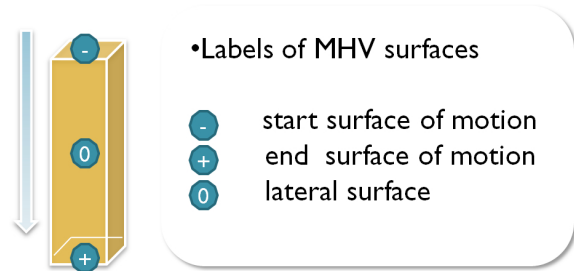 -
0
+
•Labels of MHV surfaces
- start surface of motion
+ end surface of motion
0 lateral surface